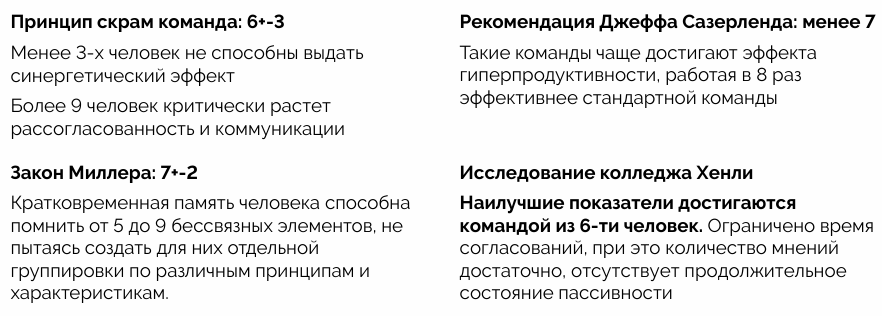 Принцип скрам команда: 6+-3
Менее 3-х человек не способны выдать
синергетический эффект
Более 9 человек критически растет
рассогласованность и коммуникации
Рекомендация Джеффа Сазерленда: менее 7
Такие команды чаще достигают эффекта
гиперпродуктивности, работая в 8 раз
эффективнее стандартной команды
Закон Миллера: 7+-2
Кратковременная память человека способна
помнить от 5 до 9 бессвязных элементов, не
пытаясь создать для них отдельной
группировки по различным принципам и
характеристикам.
Исследование колледжа Хенли
Наилучшие показатели достигаются
командой из 6-ти человек. Ограничено время
согласований, при это количество мнений
достаточно, отсутствует продолжительное
состояние пассивности